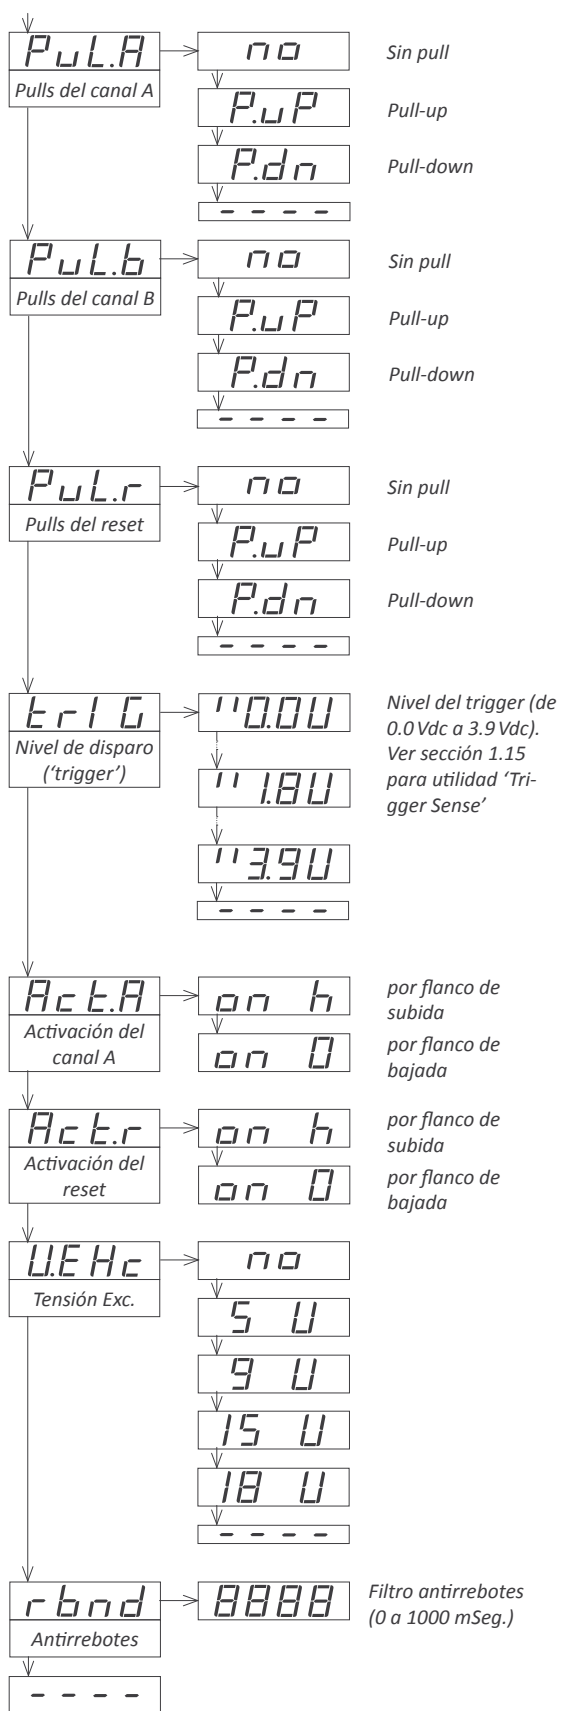 PuL.A
no
Sin pull
Pulls del canal A
P.uP
Pull-up
P.dn
Pull-down
- - - -
PuL.b
no
Sin pull
Pulls del canal B
P.uP
Pull-up
P.dn
Pull-down
- - - -
PuL.r
no
Sin pull
Pulls del reset
P.uP
Pull-up
P.dn
Pull-down
- - - -
trIG
"0.0U
Nivel de disparo
('trigger')
"1.8U
"3.9U
- - - -
Nivel del trigger (de
0.0 Vdc a 3.9 Vdc).
Ver sección 1.15
para utilidad 'Tri-
gger Sense'
Act.A
on h
por flanco de
subida
Activación del
canal A
on 0
por flanco de
bajada
Act.r
on h
por flanco de
subida
Activación del
reset
on 0
por flanco de
bajada
U.EHc
no
Tensión Exc.
5 U
9 U
15 U
18 U
- - - -
rbnd
8888
Filtro antirrebotes
(0 a 1000 mSeg.)
Antirrebotes
- - - -